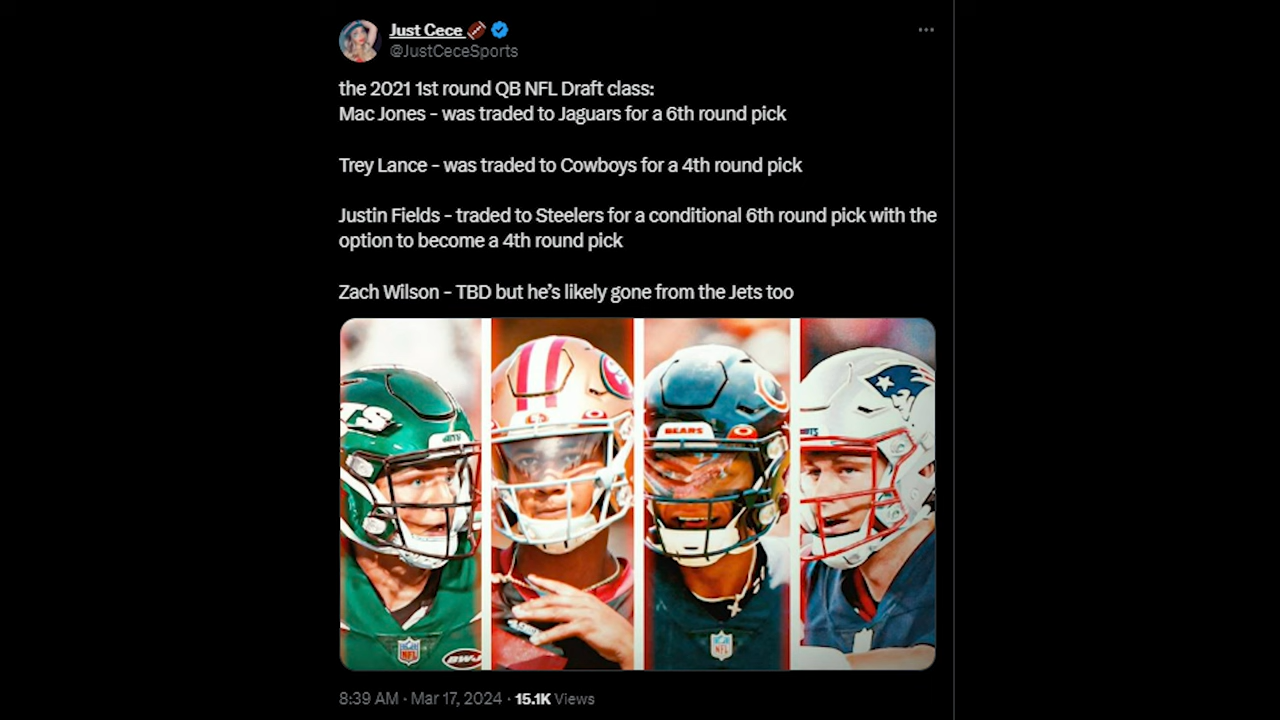 Just Cece 🏈
@JustCeceSports
the 2021 1st round QB NFL Draft class:
Mac Jones - was traded to Jaguars for a 6th round pick
Trey Lance - was traded to Cowboys for a 4th round pick
Justin Fields - traded to Steelers for a conditional 6th round pick with the
option to become a 4th round pick
Zach Wilson - TBD but he's likely gone from the Jets too
BEARS
NFL
NFL
8:39 AM · Mar 17, 2024 · 15.1K Views